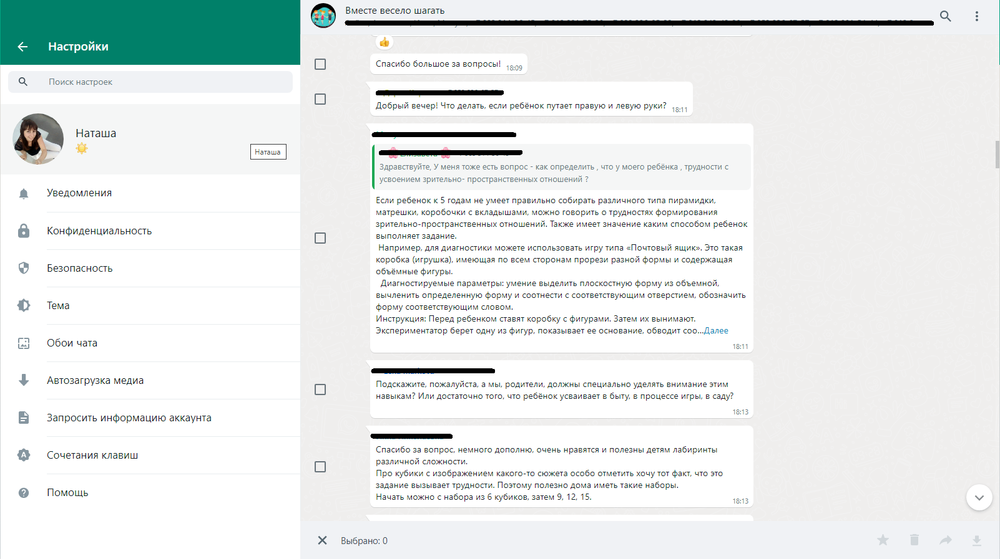 Настройки
Поиск настроек
Наташа
Наташа
Уведомления
Конфиденциальность
Безопасность
Тема
Обои чата
Автозагрузка медиа
Запросить информацию аккаунта
Сочетания клавиш
Помощь
Вместе весело шагать
Спасибо большое за вопросы!
18:09
Добрый вечер! Что делать, если ребёнок путает правую и левую руки?
18:11
Здравствуйте, У меня тоже есть вопрос - как определить , что у моего ребёнка , трудности с
усвоением зрительно- пространственных отношений ?
Если ребенок к 5 годам не умеет правильно собирать различного типа пирамидки,
матрешки, коробочки с вкладышами, можно говорить о трудностях формирования
зрительно-пространственных отношений. Также имеет значение каким способом ребенок
выполняет задание.
Например, для диагностики можете использовать игру типа «Почтовый ящик». Это такая
коробка (игрушка), имеющая по всем сторонам прорези разной формы и содержащая
объёмные фигуры.
Диагностируемые параметры: умение выделить плоскостную форму из объемной,
вычленить определенную форму и соотнести с соответствующим отверстием, обозначить
форму соответствующим словом.
Инструкция: Перед ребенком ставят коробку с фигурами. Затем их вынимают.
Экспериментатор берет одну из фигур, показывает ее основание, обводит соо...Далее
18:11
Подскажите, пожалуйста, а мы, родители, должны специально уделять внимание этим
навыкам? Или достаточно того, что ребёнок усваивает в быту, в процессе игры, в саду?
18:13
Спасибо за вопрос, немного дополню, очень нравятся и полезны детям лабиринты
различной сложности.
Про кубики с изображением какого-то сюжета особо отметить хочу тот факт, что это
задание вызывает трудности. Поэтому полезно дома иметь такие наборы.
Начать можно с набора из 6 кубиков, затем 9, 12, 15.
18:13
Выбрано: 0